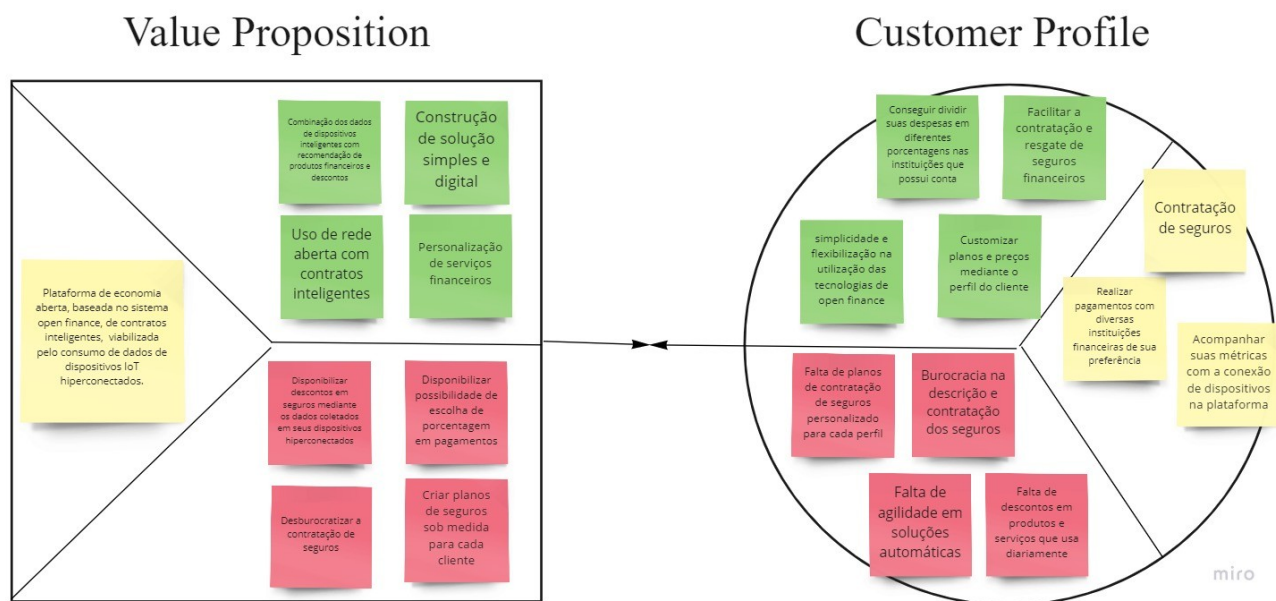 Value Proposition
Customer Profile
Combinação dos dados
de dispositivos
inteligentes com
recomendação de
produtos financeiros e
descontos
Construção
de solução
simples e
digital
Uso de rede
aberta com
contratos
inteligentes
Personalização
de serviços
financeiros
Plataforma de economia
aberta, baseada no sistema
open finance, de contratos
inteligentes, viabilizada
pelo consumo de dados de
dispositivos IoT
hiperconectados.
Disponibilizar
descontos em
seguros mediante
os dados coletados
em seus dispositivos
hiperconectados
Disponibilizar
possibilidade de
escolha de
porcentagem
em pagamentos
Desburocratizar a
contratação de
seguros
Criar planos
de seguros
sob medida
para cada
cliente
Conseguir dividir
suas despesas em
diferentes
porcentagens nas
instituições que
possui conta
Facilitar a
contratação e
resgate de
seguros
financeiros
simplicidade e
flexibilização na
utilização das
tecnologias de
open finance
Customizar
planos e preços
mediante o
perfil do cliente
Contratação
de seguros
Realizar
pagamentos com
diversas
instituições
financeiras de sua
preferência
Acompanhar
suas métricas
com a conexão
de dispositivos
na plataforma
Falta de planos
de contratação
de seguros
personalizado
para cada perfil
Burocracia na
descrição e
contratação
dos seguros
Falta de
agilidade em
soluções
automáticas
Falta de
descontos em
produtos e
serviços que usa
diariamente
miro